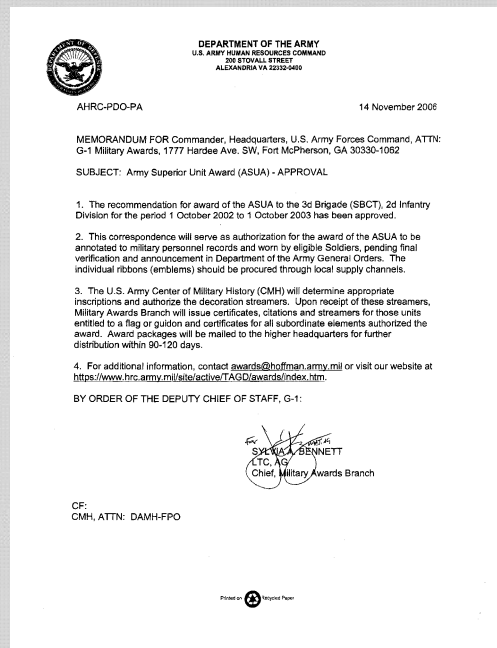 DEPARTMENT OF THE ARMY
U.S. ARMY HUMAN RESOURCES COMMAND
200 STOVALL STREET
ALEXANDRIA VA 22332-0400
AHRC-PDO-PA 14 November 2006
MEMORANDUM FOR Commander, Headquarters, U.S. Army Forces Command, ATTN:
G-1 Military Awards, 1777 Hardee Ave. SW, Fort McPherson, GA 30330-1062
SUBJECT: Army Superior Unit Award (ASUA) - APPROVAL
1. The recommendation for award of the ASUA to the 3d Brigade (SBCT), 2d Infantry
Division for the period 1 October 2002 to 1 October 2003 has been approved.
2. This correspondence will serve as authorization for the award of the ASUA to be
annotated to military personnel records and worn by eligible Soldiers, pending final
verification and announcement in Department of the Army General Orders. The
individual ribbons (emblems) should be procured through local supply channels.
3. The U.S. Army Center of Military History (CMH) will determine appropriate
inscriptions and authorize the decoration streamers. Upon receipt of these streamers,
Military Awards Branch will issue certificates, citations and streamers for those units
entitled to a flag or guidon and certificates for all subordinate elements authorized the
award. Award packages will be mailed to the higher headquarters for further
distribution within 90-120 days.
4. For additional information, contact awards@hoffman.army.mil or visit our website at
https://www.hrc.army.mil/site/active/TAGD/awards/index.htm.
BY ORDER OF THE DEPUTY CHIEF OF STAFF, G-1:
For
SYLVIA A. BENNETT
LTC, AG
Chief, Military Awards Branch
CF:
CMH, ATTN: DAMH-FPO
Printed on Recycled Paper